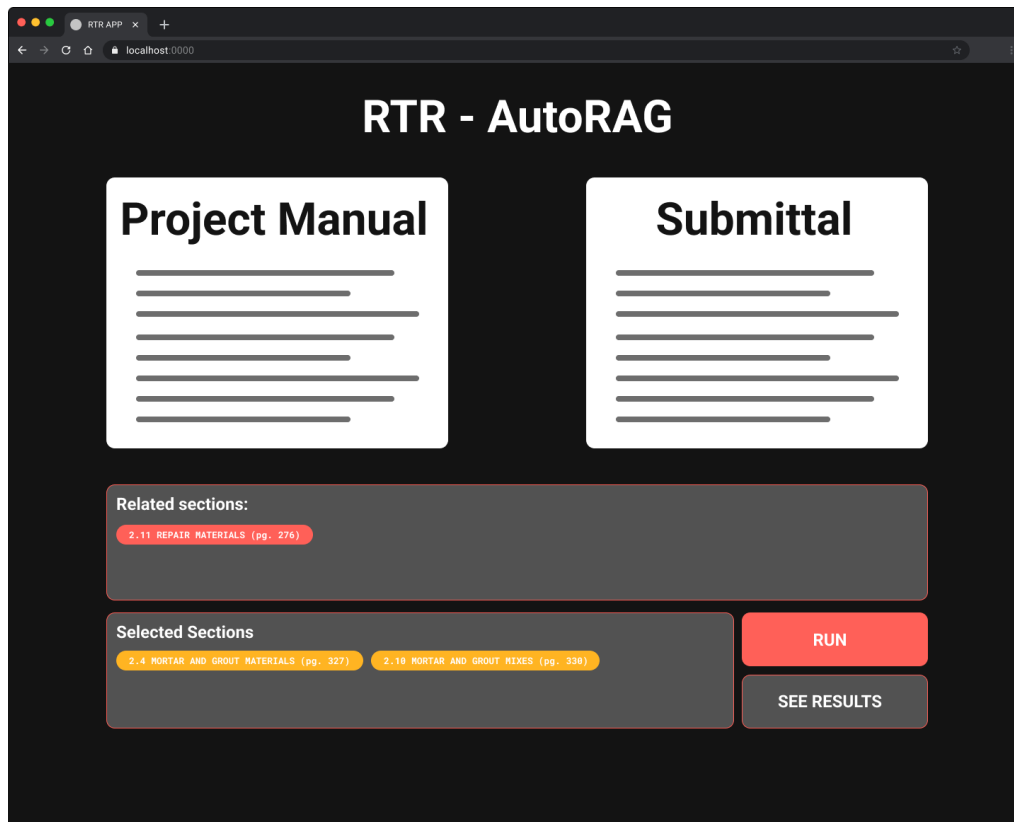 RTR APP
localhost:0000
RTR - AutoRAG
Project Manual
Submittal
Related sections:
2.11 REPAIR MATERIALS (pg. 276)
Selected Sections
2.4 MORTAR AND GROUT MATERIALS (pg. 327)
2.10 MORTAR AND GROUT MIXES (pg. 330)
RUN
SEE RESULTS